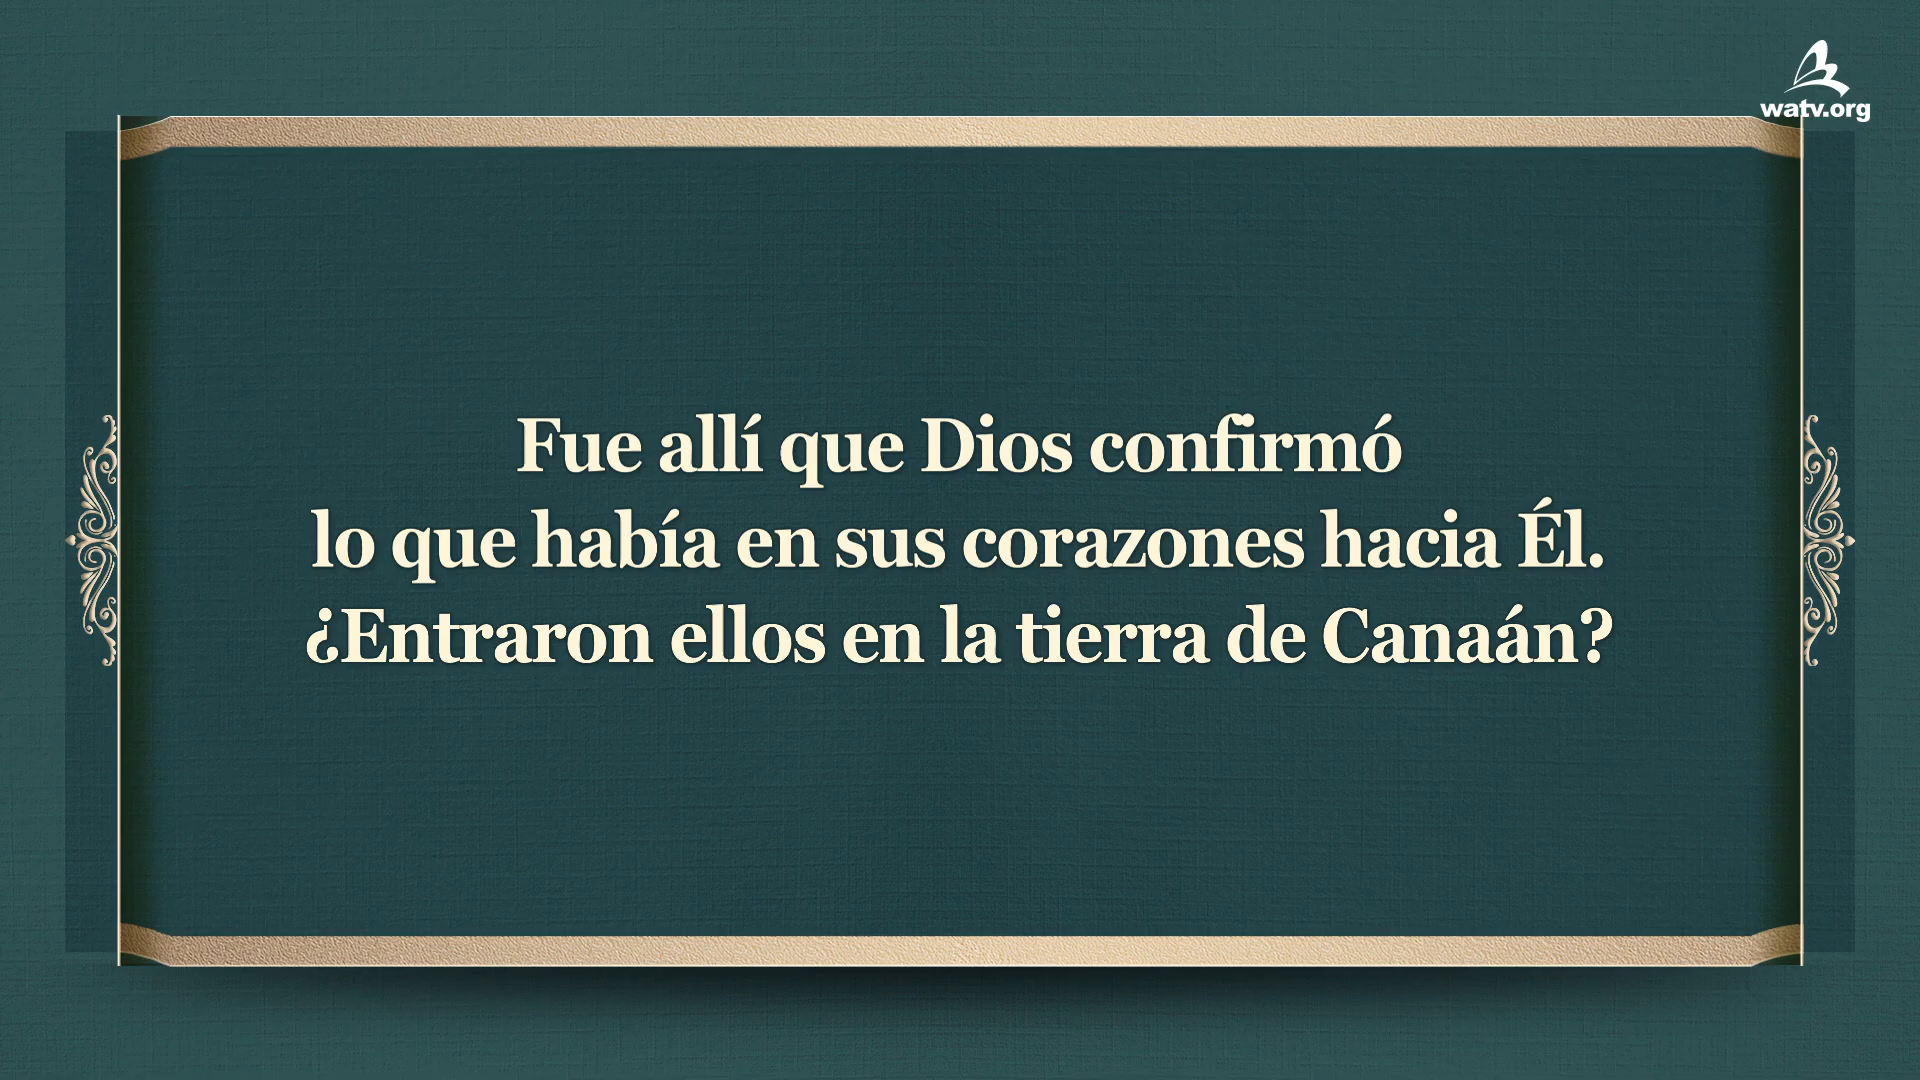 watv.org
Fue allí que Dios confirmó
lo que había en sus corazones hacia Él.
¿Entraron ellos en la tierra de Canaán?